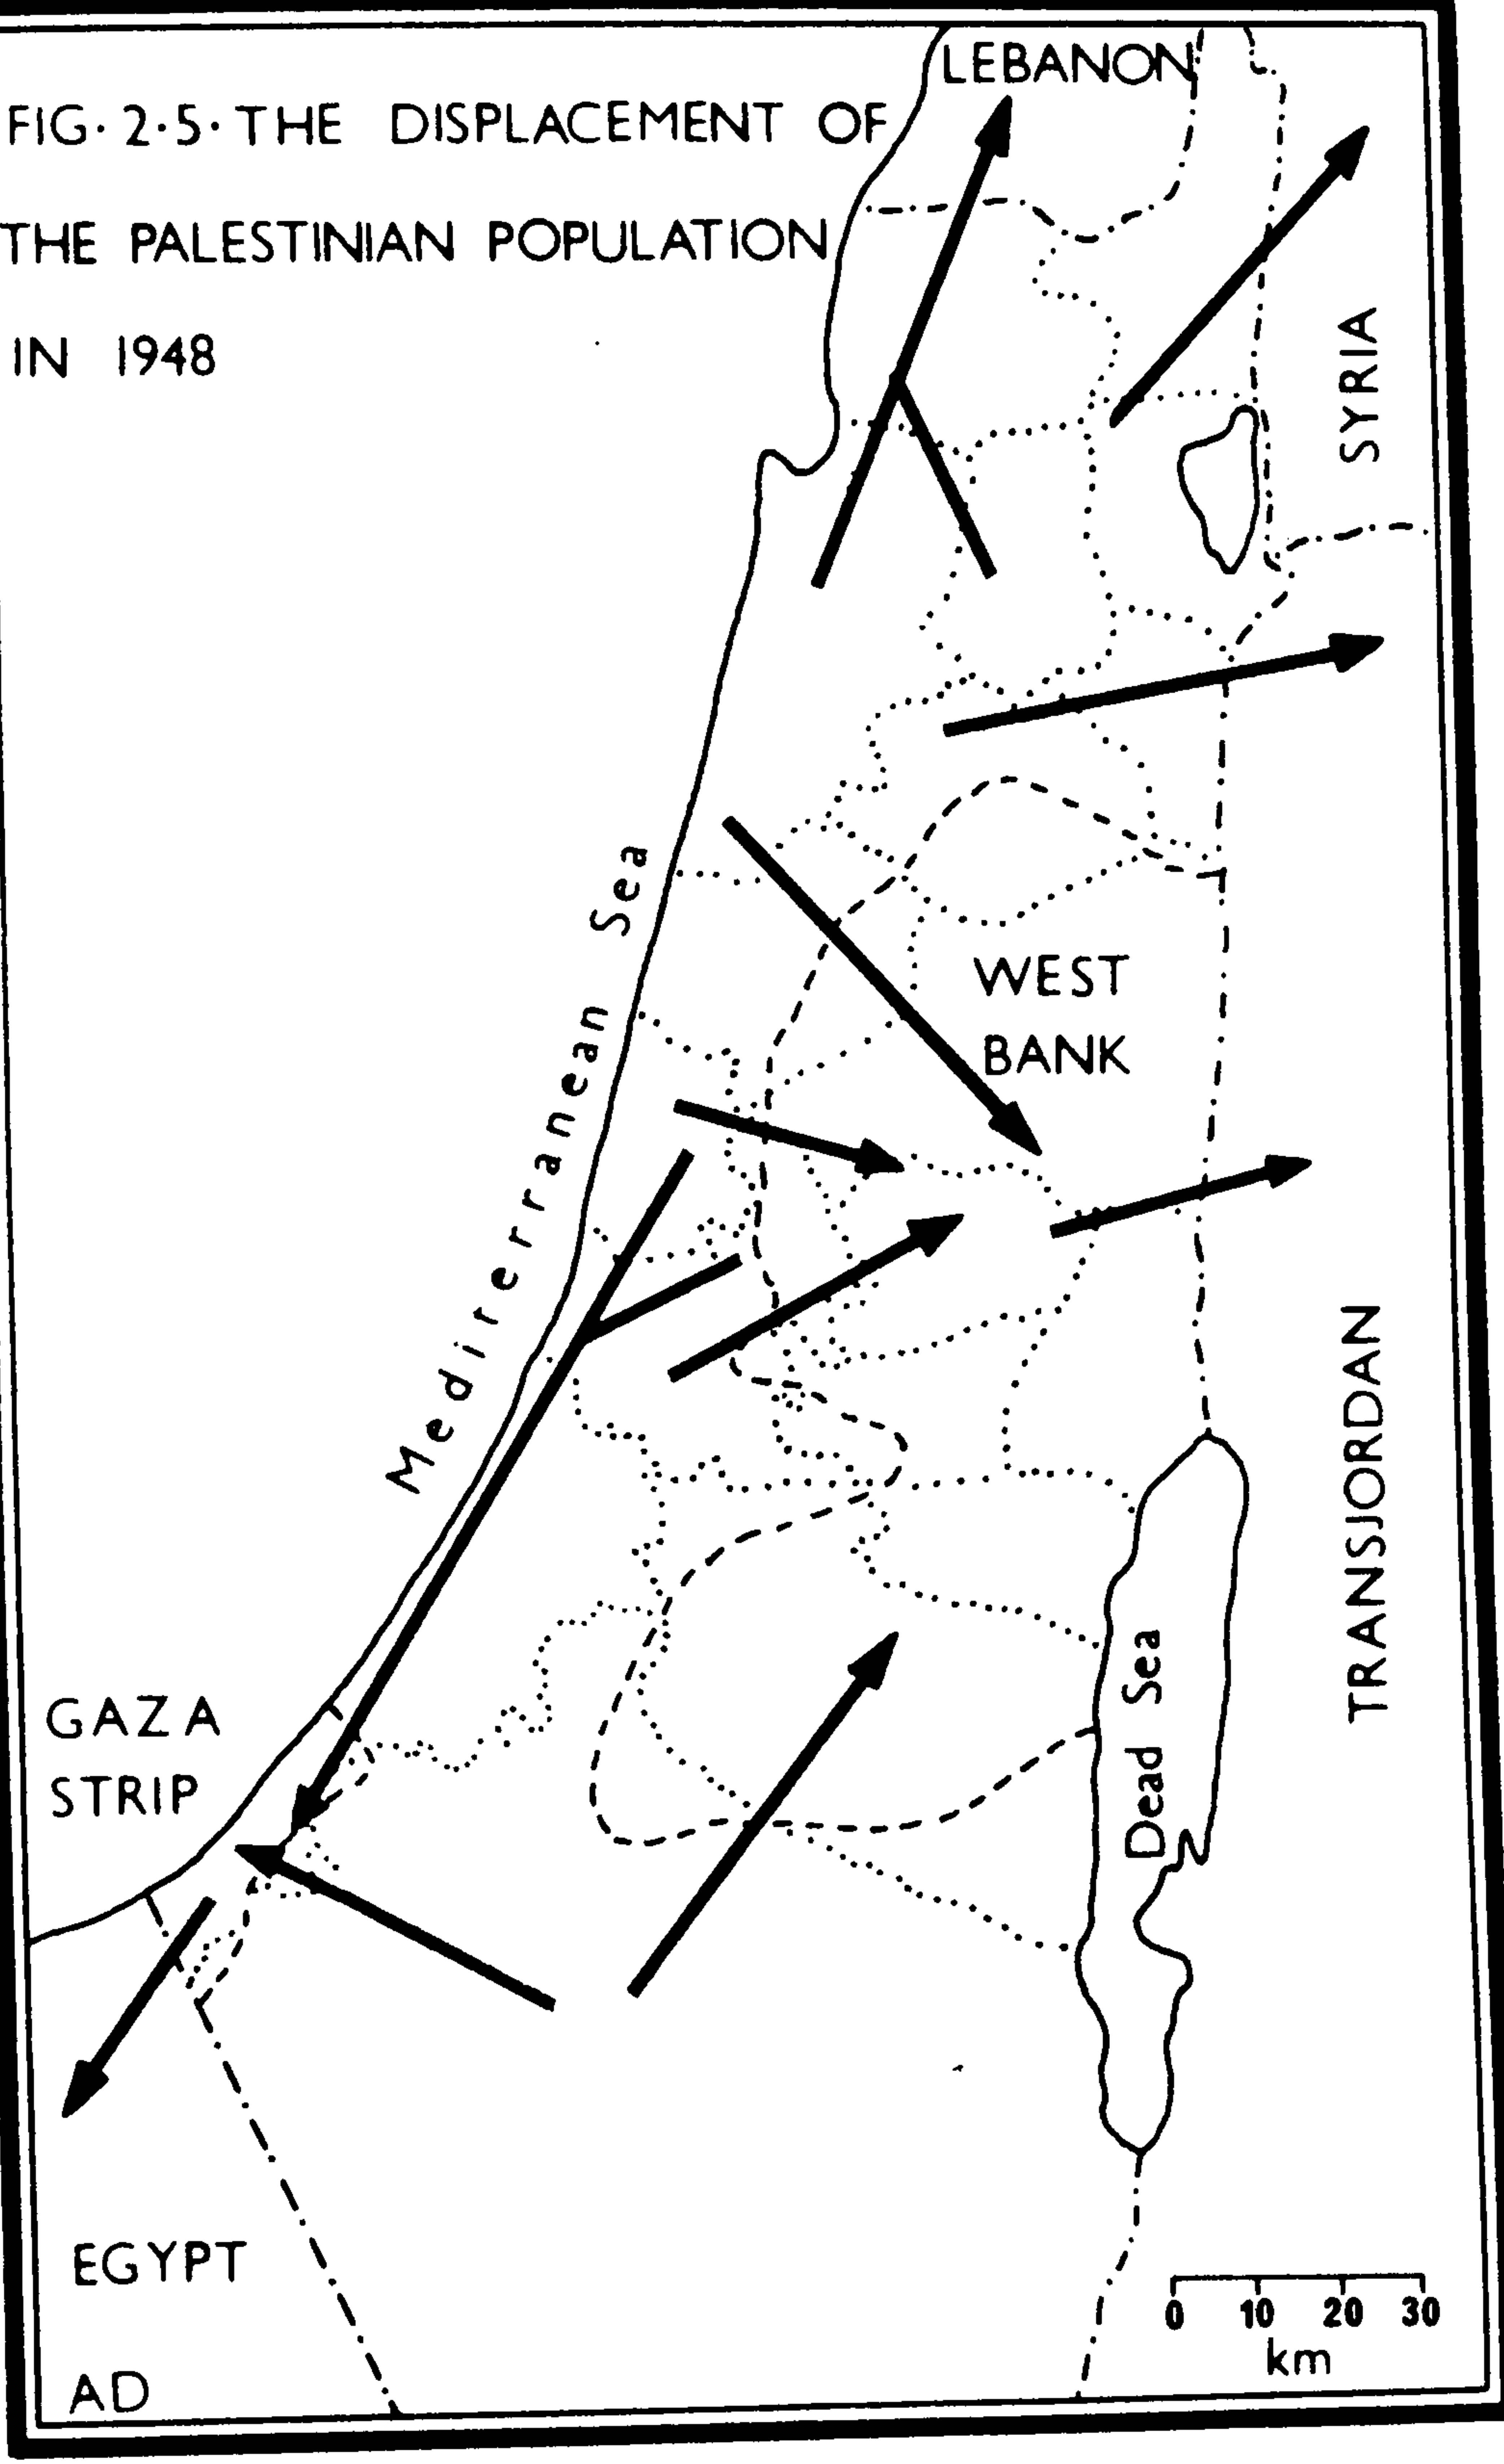 FIG. 2.5. THE DISPLACEMENT OF
THE PALESTINIAN POPULATION
IN 1948
LEBANON
SYRIA
Mediterranean Sea
WEST
BANK
TRANSJORDAN
GAZA
STRIP
Dead Sea
EGYPT
0 10 20 30
km
AD